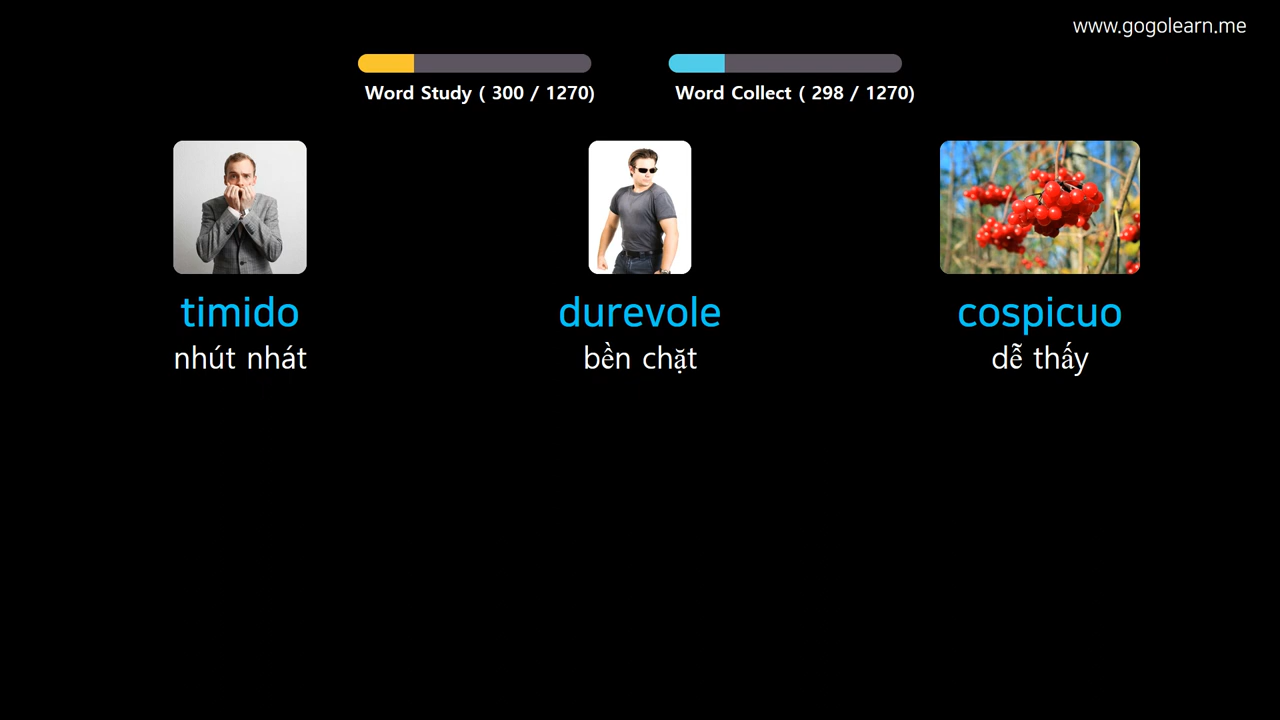 www.gogolearn.me
Word Study ( 300 / 1270)
Word Collect ( 298 / 1270)
timido
durevole
cospicuo
nhút nhát
bền chặt
dễ thấy